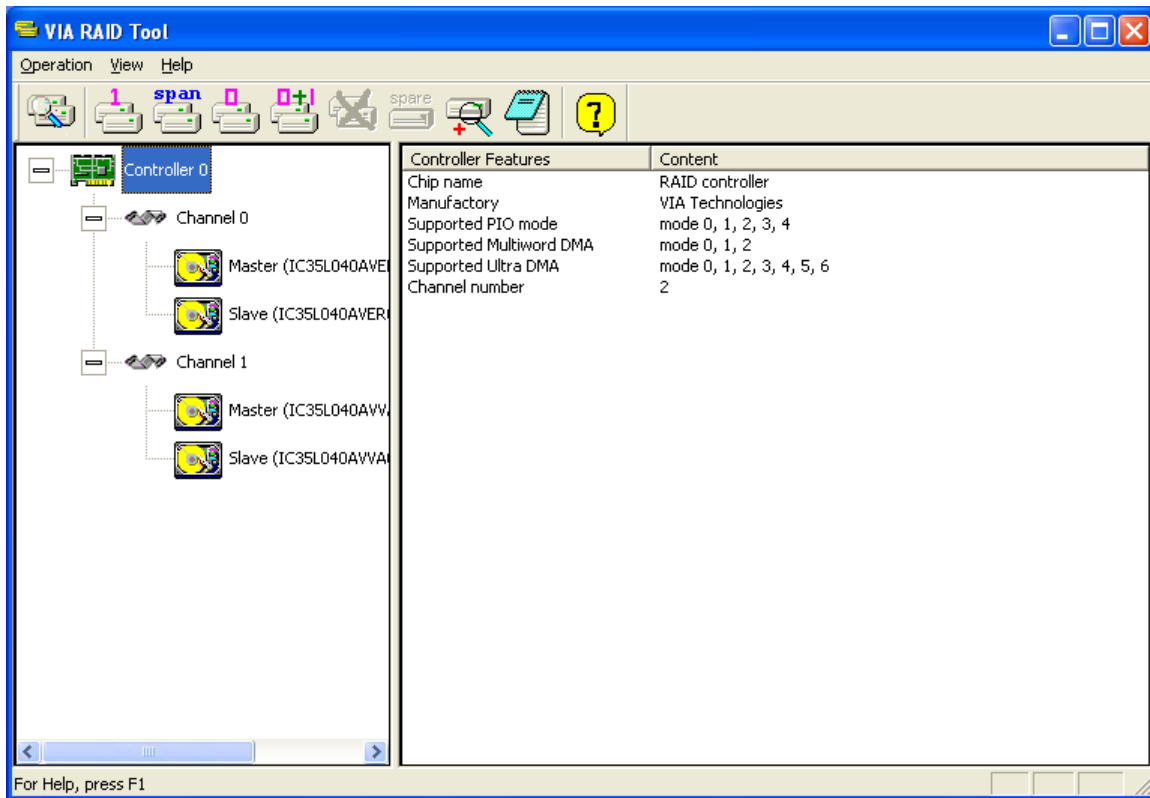 VIA RAID Tool
Operation View Help
1 span 0 0+1 spare ?
Controller 0
Channel 0
Master (IC35L040AVE
Slave (IC35L040AVER
Channel 1
Master (IC35L040AVV
Slave (IC35L040AVVA
Controller Features Content
Chip name RAID controller
Manufactory VIA Technologies
Supported PIO mode mode 0, 1, 2, 3, 4
Supported Multiword DMA mode 0, 1, 2
Supported Ultra DMA mode 0, 1, 2, 3, 4, 5, 6
Channel number 2
For Help, press F1